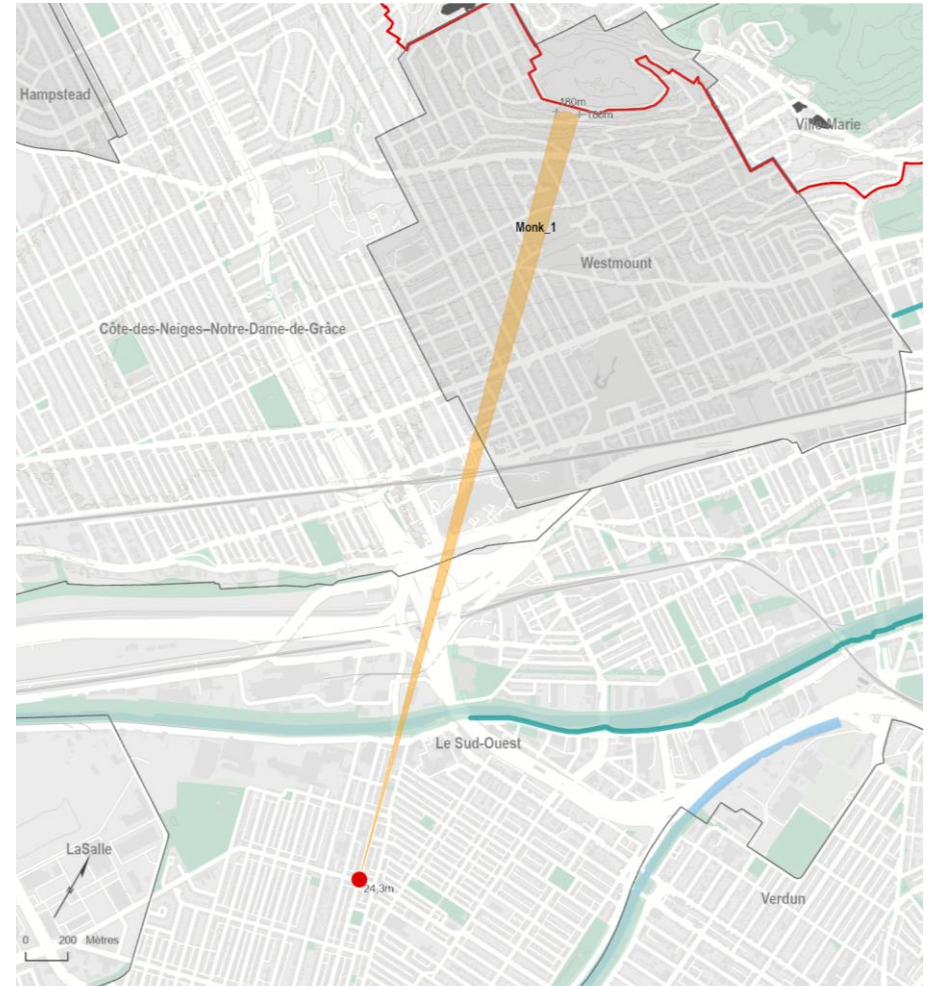 Hampstead
180m
Ville-Marie
Monk_1
Westmount
Côte-des-Neiges–Notre-Dame-de-Grâce
Le Sud-Ouest
LaSalle
24,3m
Verdun
0 200 Mètres